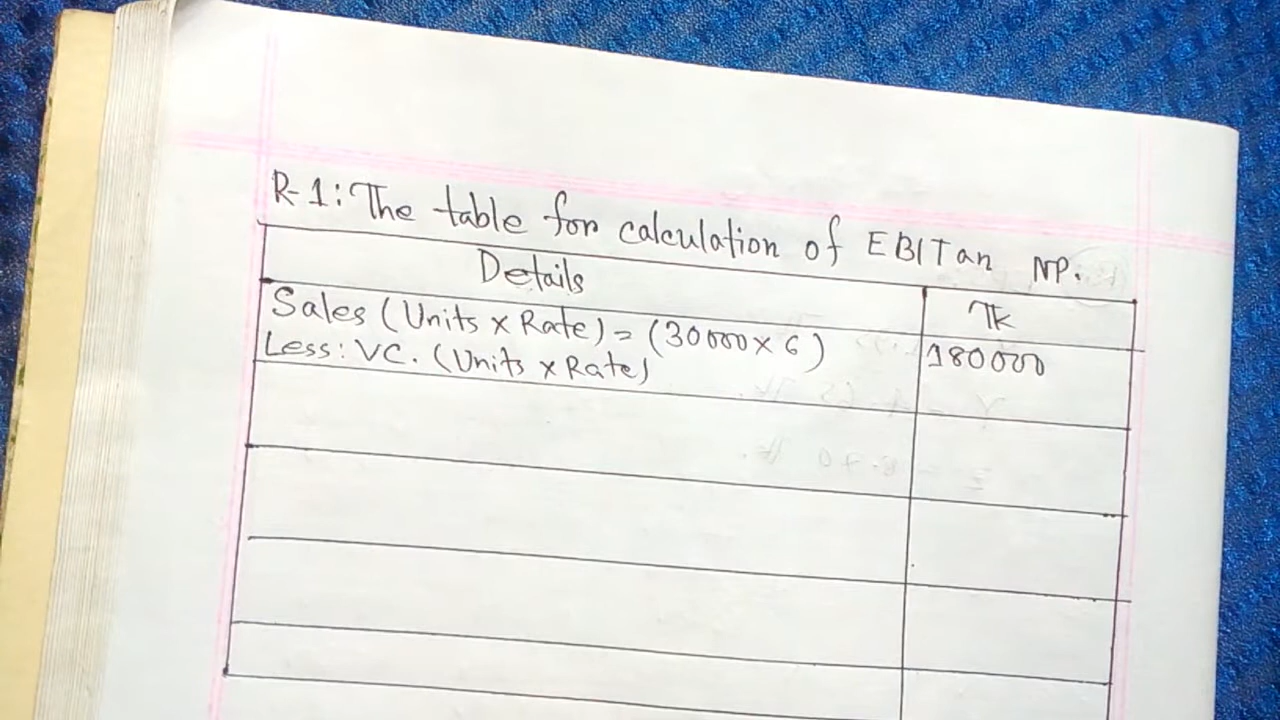 R-1: The table for calculation of EBIT an NP.
Details
Tk
Sales (Units x Rate) = (30000 x 6)
180000
Less: VC. (Units x Rate)